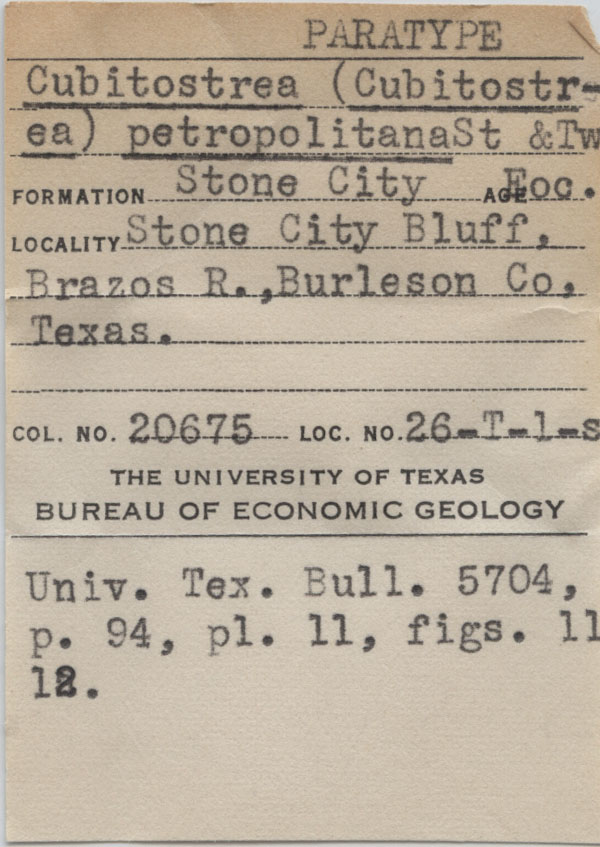 PARATYPE
Cubitostrea (Cubitostr-
ea) petropolitanaSt &Tw
FORMATION Stone City AGE Eoc.
LOCALITY Stone City Bluff,
Brazos R.,Burleson Co,
Texas.
COL. NO. 20675 LOC. NO. 26-T-1-s
THE UNIVERSITY OF TEXAS
BUREAU OF ECONOMIC GEOLOGY
Univ. Tex. Bull. 5704,
p. 94, pl. 11, figs. 11
12.